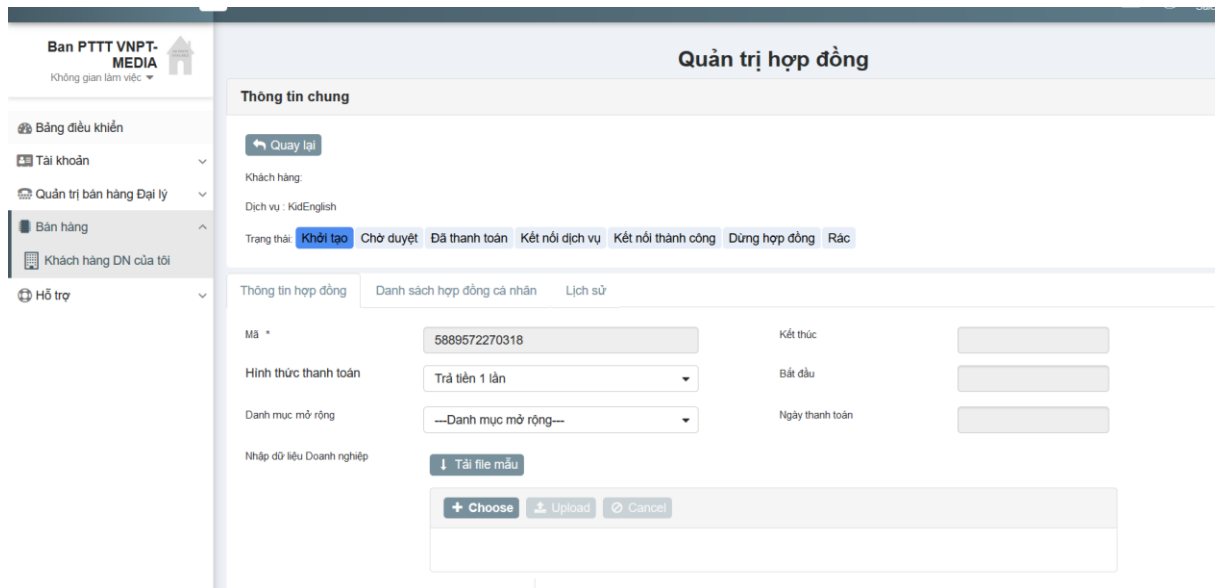 Ban PTTT VNPT-
MEDIA
Không gian làm việc
Bảng điều khiển
Tài khoản
Quản trị bán hàng Đại lý
Bán hàng
Khách hàng DN của tôi
Hỗ trợ
Quản trị hợp đồng
Thông tin chung
Quay lại
Khách hàng:
Dịch vụ : KidEnglish
Trạng thái: Khởi tạo Chờ duyệt Đã thanh toán Kết nối dịch vụ Kết nối thành công Dừng hợp đồng Rác
Thông tin hợp đồng Danh sách hợp đồng cá nhân Lịch sử
Mã * 5889572270318 Kết thúc
Hình thức thanh toán Trả tiền 1 lần Bắt đầu
Danh mục mở rộng ---Danh mục mở rộng--- Ngày thanh toán
Nhập dữ liệu Doanh nghiệp Tải file mẫu
Choose Upload Cancel